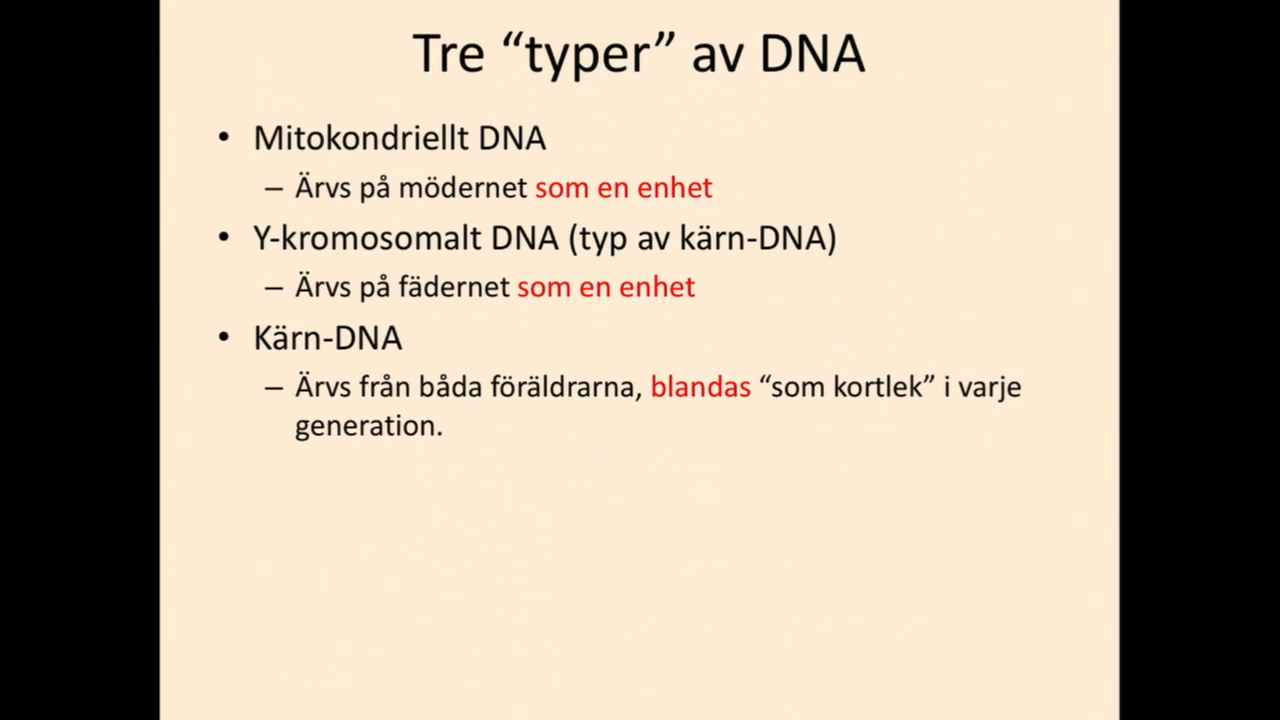 Tre “typer” av DNA
• Mitokondriellt DNA
– Ärvs på mödernet som en enhet
• Y-kromosomalt DNA (typ av kärn-DNA)
– Ärvs på fädernet som en enhet
• Kärn-DNA
– Ärvs från båda föräldrarna, blandas “som kortlek” i varje
generation.